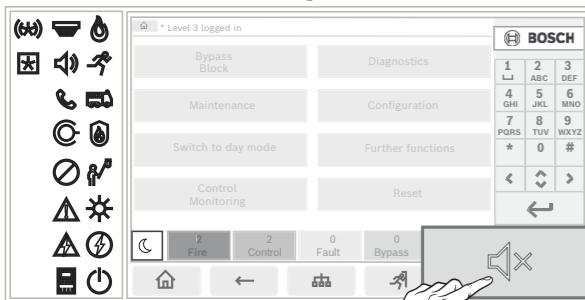 * Level 3 logged in
BOSCH
Bypass
Block
Diagnostics
Maintenance
Configuration
Switch to day mode
Further functions
Control
Monitoring
Reset
2
Fire
2
Control
0
Fault
0
Bypass
1
2
ABC
3
DEF
4
GHI
5
JKL
6
MNO
7
PQRS
8
TUV
9
WXYZ
*
0
#